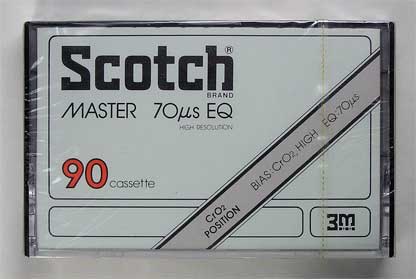 Scotch®
BRAND
MASTER 70µs EQ
HIGH RESOLUTION
90 cassette
CrO2 POSITION
BIAS:CrO2,HIGH EQ:70µs
3M